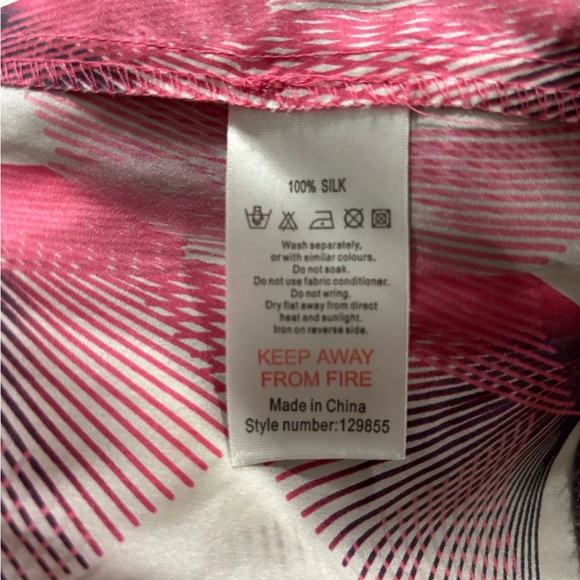 100% SILK
Wash separately,
or with similar colours.
Do not soak.
Do not use fabric conditioner.
Do not wring.
Dry flat away from direct
heat and sunlight.
Iron on reverse side.
KEEP AWAY
FROM FIRE
Made in China
Style number:129855